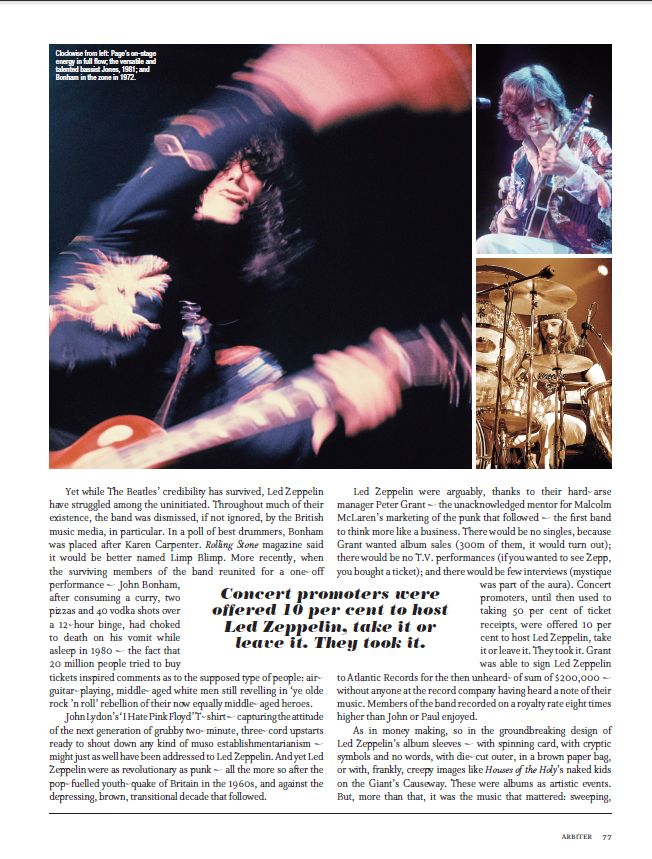 Clockwise from left: Page's on-stage
energy in full flow; the versatile and
talented bassist Jones, 1981; and
Bonham in the zone in 1972.
Yet while The Beatles' credibility has survived, Led Zeppelin
have struggled among the uninitiated. Throughout much of their
existence, the band was dismissed, if not ignored, by the British
music media, in particular. In a poll of best drummers, Bonham
was placed after Karen Carpenter. Rolling Stone magazine said
it would be better named Limp Blimp. More recently, when
the surviving members of the band reunited for a one-off
performance – John Bonham,
after consuming a curry, two
pizzas and 40 vodka shots over
a 12-hour binge, had choked
to death on his vomit while
asleep in 1980 – the fact that
20 million people tried to buy
tickets inspired comments as to the supposed type of people: air-
guitar-playing, middle-aged white men still revelling in 'ye olde
rock 'n roll' rebellion of their now equally middle-aged heroes.
John Lydon's 'I Hate Pink Floyd' T-shirt – capturing the attitude
of the next generation of grubby two-minute, three-cord upstarts
ready to shout down any kind of muso establishmentarianism –
might just as well have been addressed to Led Zeppelin. And yet Led
Zeppelin were as revolutionary as punk – all the more so after the
pop-fuelled youth-quake of Britain in the 1960s, and against the
depressing, brown, transitional decade that followed.
Concert promoters were
offered 10 per cent to host
Led Zeppelin, take it or
leave it. They took it.
Led Zeppelin were arguably, thanks to their hard-arse
manager Peter Grant – the unacknowledged mentor for Malcolm
McLaren's marketing of the punk that followed – the first band
to think more like a business. There would be no singles, because
Grant wanted album sales (300m of them, it would turn out);
there would be no T.V. performances (if you wanted to see Zepp,
you bought a ticket); and there would be few interviews (mystique
was part of the aura). Concert
promoters, until then used to
taking 50 per cent of ticket
receipts, were offered 10 per
cent to host Led Zeppelin, take
it or leave it. They took it. Grant
was able to sign Led Zeppelin
to Atlantic Records for the then unheard-of sum of $200,000 –
without anyone at the record company having heard a note of their
music. Members of the band recorded on a royalty rate eight times
higher than John or Paul enjoyed.
As in money making, so in the groundbreaking design of
Led Zeppelin's album sleeves – with spinning card, with cryptic
symbols and no words, with die-cut outer, in a brown paper bag,
or with, frankly, creepy images like Houses of the Holy's naked kids
on the Giant's Causeway. These were albums as artistic events.
But, more than that, it was the music that mattered: sweeping,
ARBITER 77